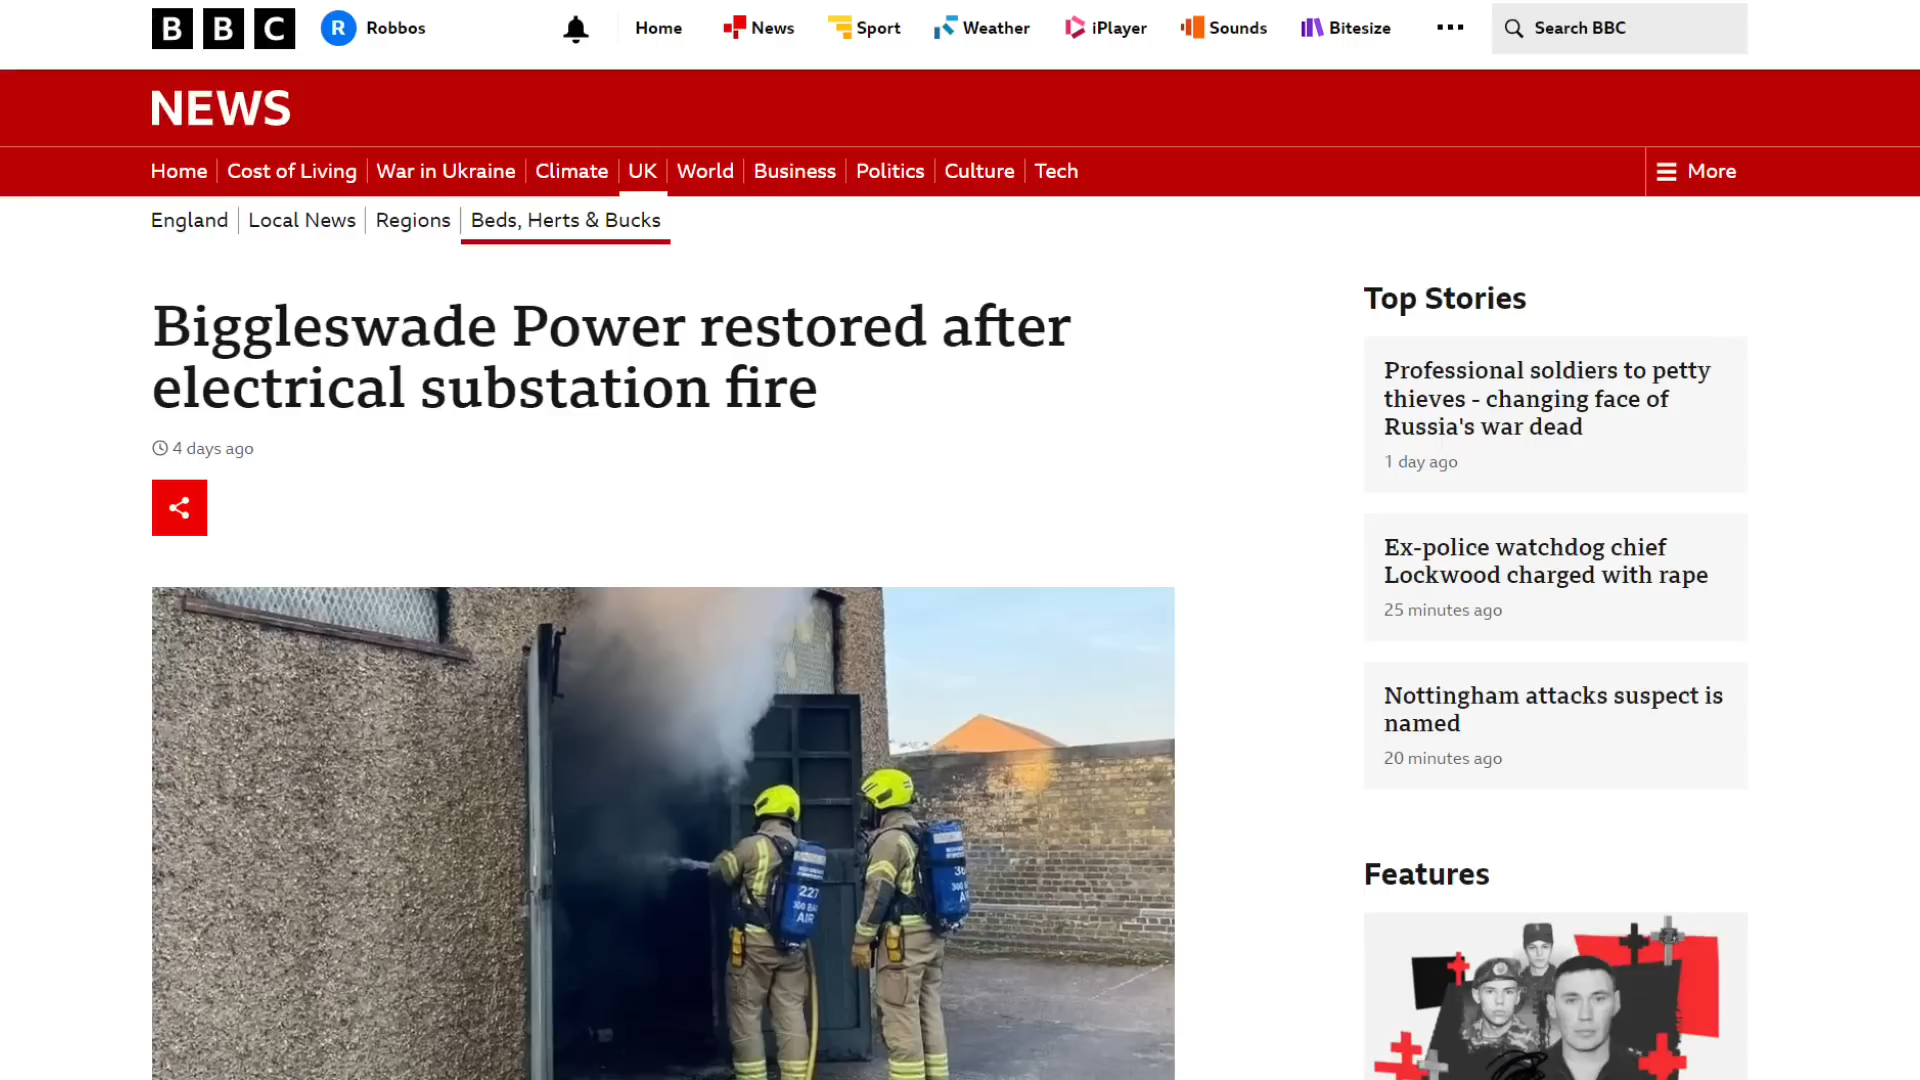 BBC
R Robbos
Home
News
Sport
Weather
iPlayer
Sounds
Bitesize
Search BBC
NEWS
Home
Cost of Living
War in Ukraine
Climate
UK
World
Business
Politics
Culture
Tech
More
England
Local News
Regions
Beds, Herts & Bucks
Biggleswade Power restored after
electrical substation fire
4 days ago
227
300 BAR
AIR
Top Stories
Professional soldiers to petty
thieves - changing face of
Russia's war dead
1 day ago
Ex-police watchdog chief
Lockwood charged with rape
25 minutes ago
Nottingham attacks suspect is
named
20 minutes ago
Features